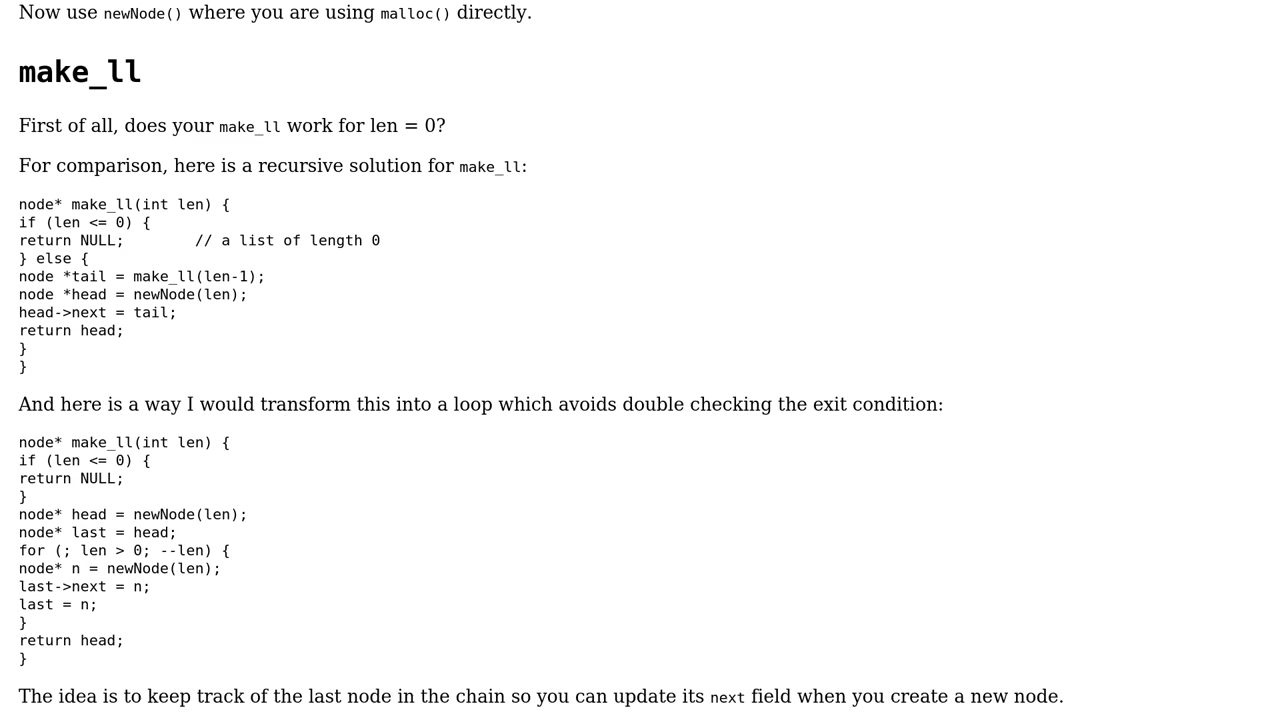 Now use newNode() where you are using malloc() directly.
make_ll
First of all, does your make_ll work for len = 0?
For comparison, here is a recursive solution for make_ll:
node* make_ll(int len) {
if (len <= 0) {
return NULL;        // a list of length 0
} else {
node *tail = make_ll(len-1);
node *head = newNode(len);
head->next = tail;
return head;
}
}
And here is a way I would transform this into a loop which avoids double checking the exit condition:
node* make_ll(int len) {
if (len <= 0) {
return NULL;
}
node* head = newNode(len);
node* last = head;
for (; len > 0; --len) {
node* n = newNode(len);
last->next = n;
last = n;
}
return head;
}
The idea is to keep track of the last node in the chain so you can update its next field when you create a new node.